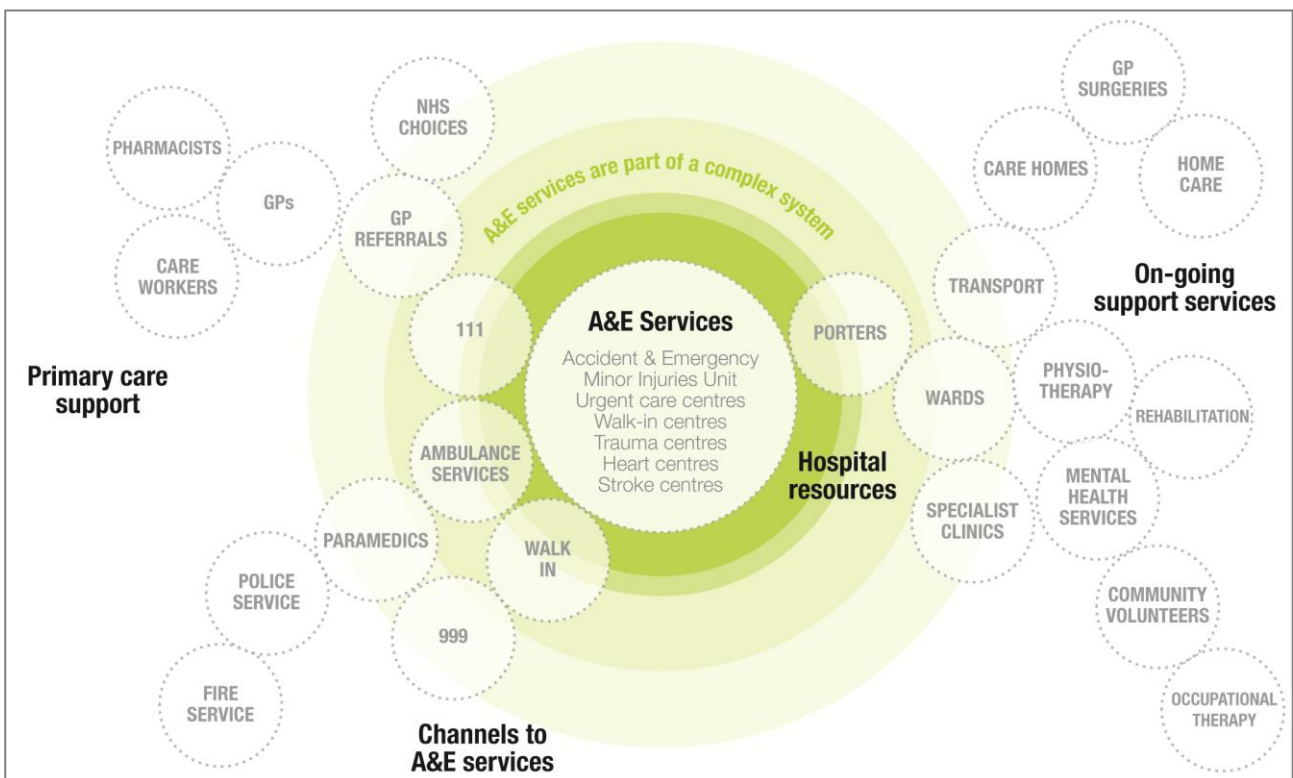 NHS
CHOICES
PHARMACISTS
GPs
GP
REFERRALS
CARE
WORKERS
111
Primary care
support
AMBULANCE
SERVICES
PARAMEDICS
WALK
IN
POLICE
SERVICE
999
FIRE
SERVICE
Channels to
A&E services
A&E services are part of a complex system
A&E Services
Accident & Emergency
Minor Injuries Unit
Urgent care centres
Walk-in centres
Trauma centres
Heart centres
Stroke centres
PORTERS
Hospital
resources
WARDS
SPECIALIST
CLINICS
GP
SURGERIES
CARE HOMES
HOME
CARE
TRANSPORT
On-going
support services
PHYSIO-
THERAPY
REHABILITATION
MENTAL
HEALTH
SERVICES
COMMUNITY
VOLUNTEERS
OCCUPATIONAL
THERAPY